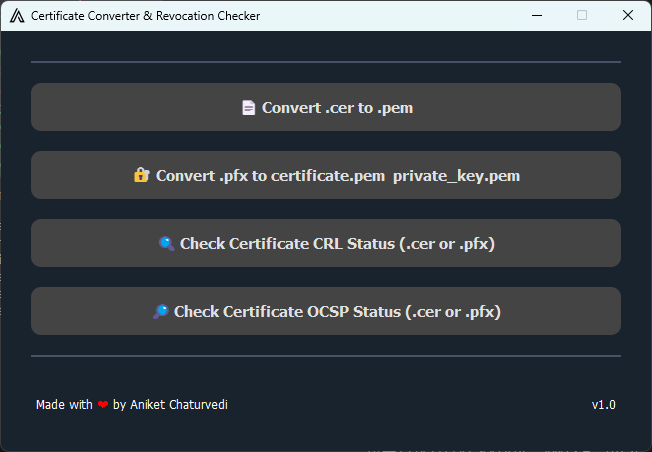 Certificate Converter & Revocation Checker
Convert .cer to .pem
Convert .pfx to certificate.pem  private_key.pem
Check Certificate CRL Status (.cer or .pfx)
Check Certificate OCSP Status (.cer or .pfx)
Made with ❤ by Aniket Chaturvedi
v1.0